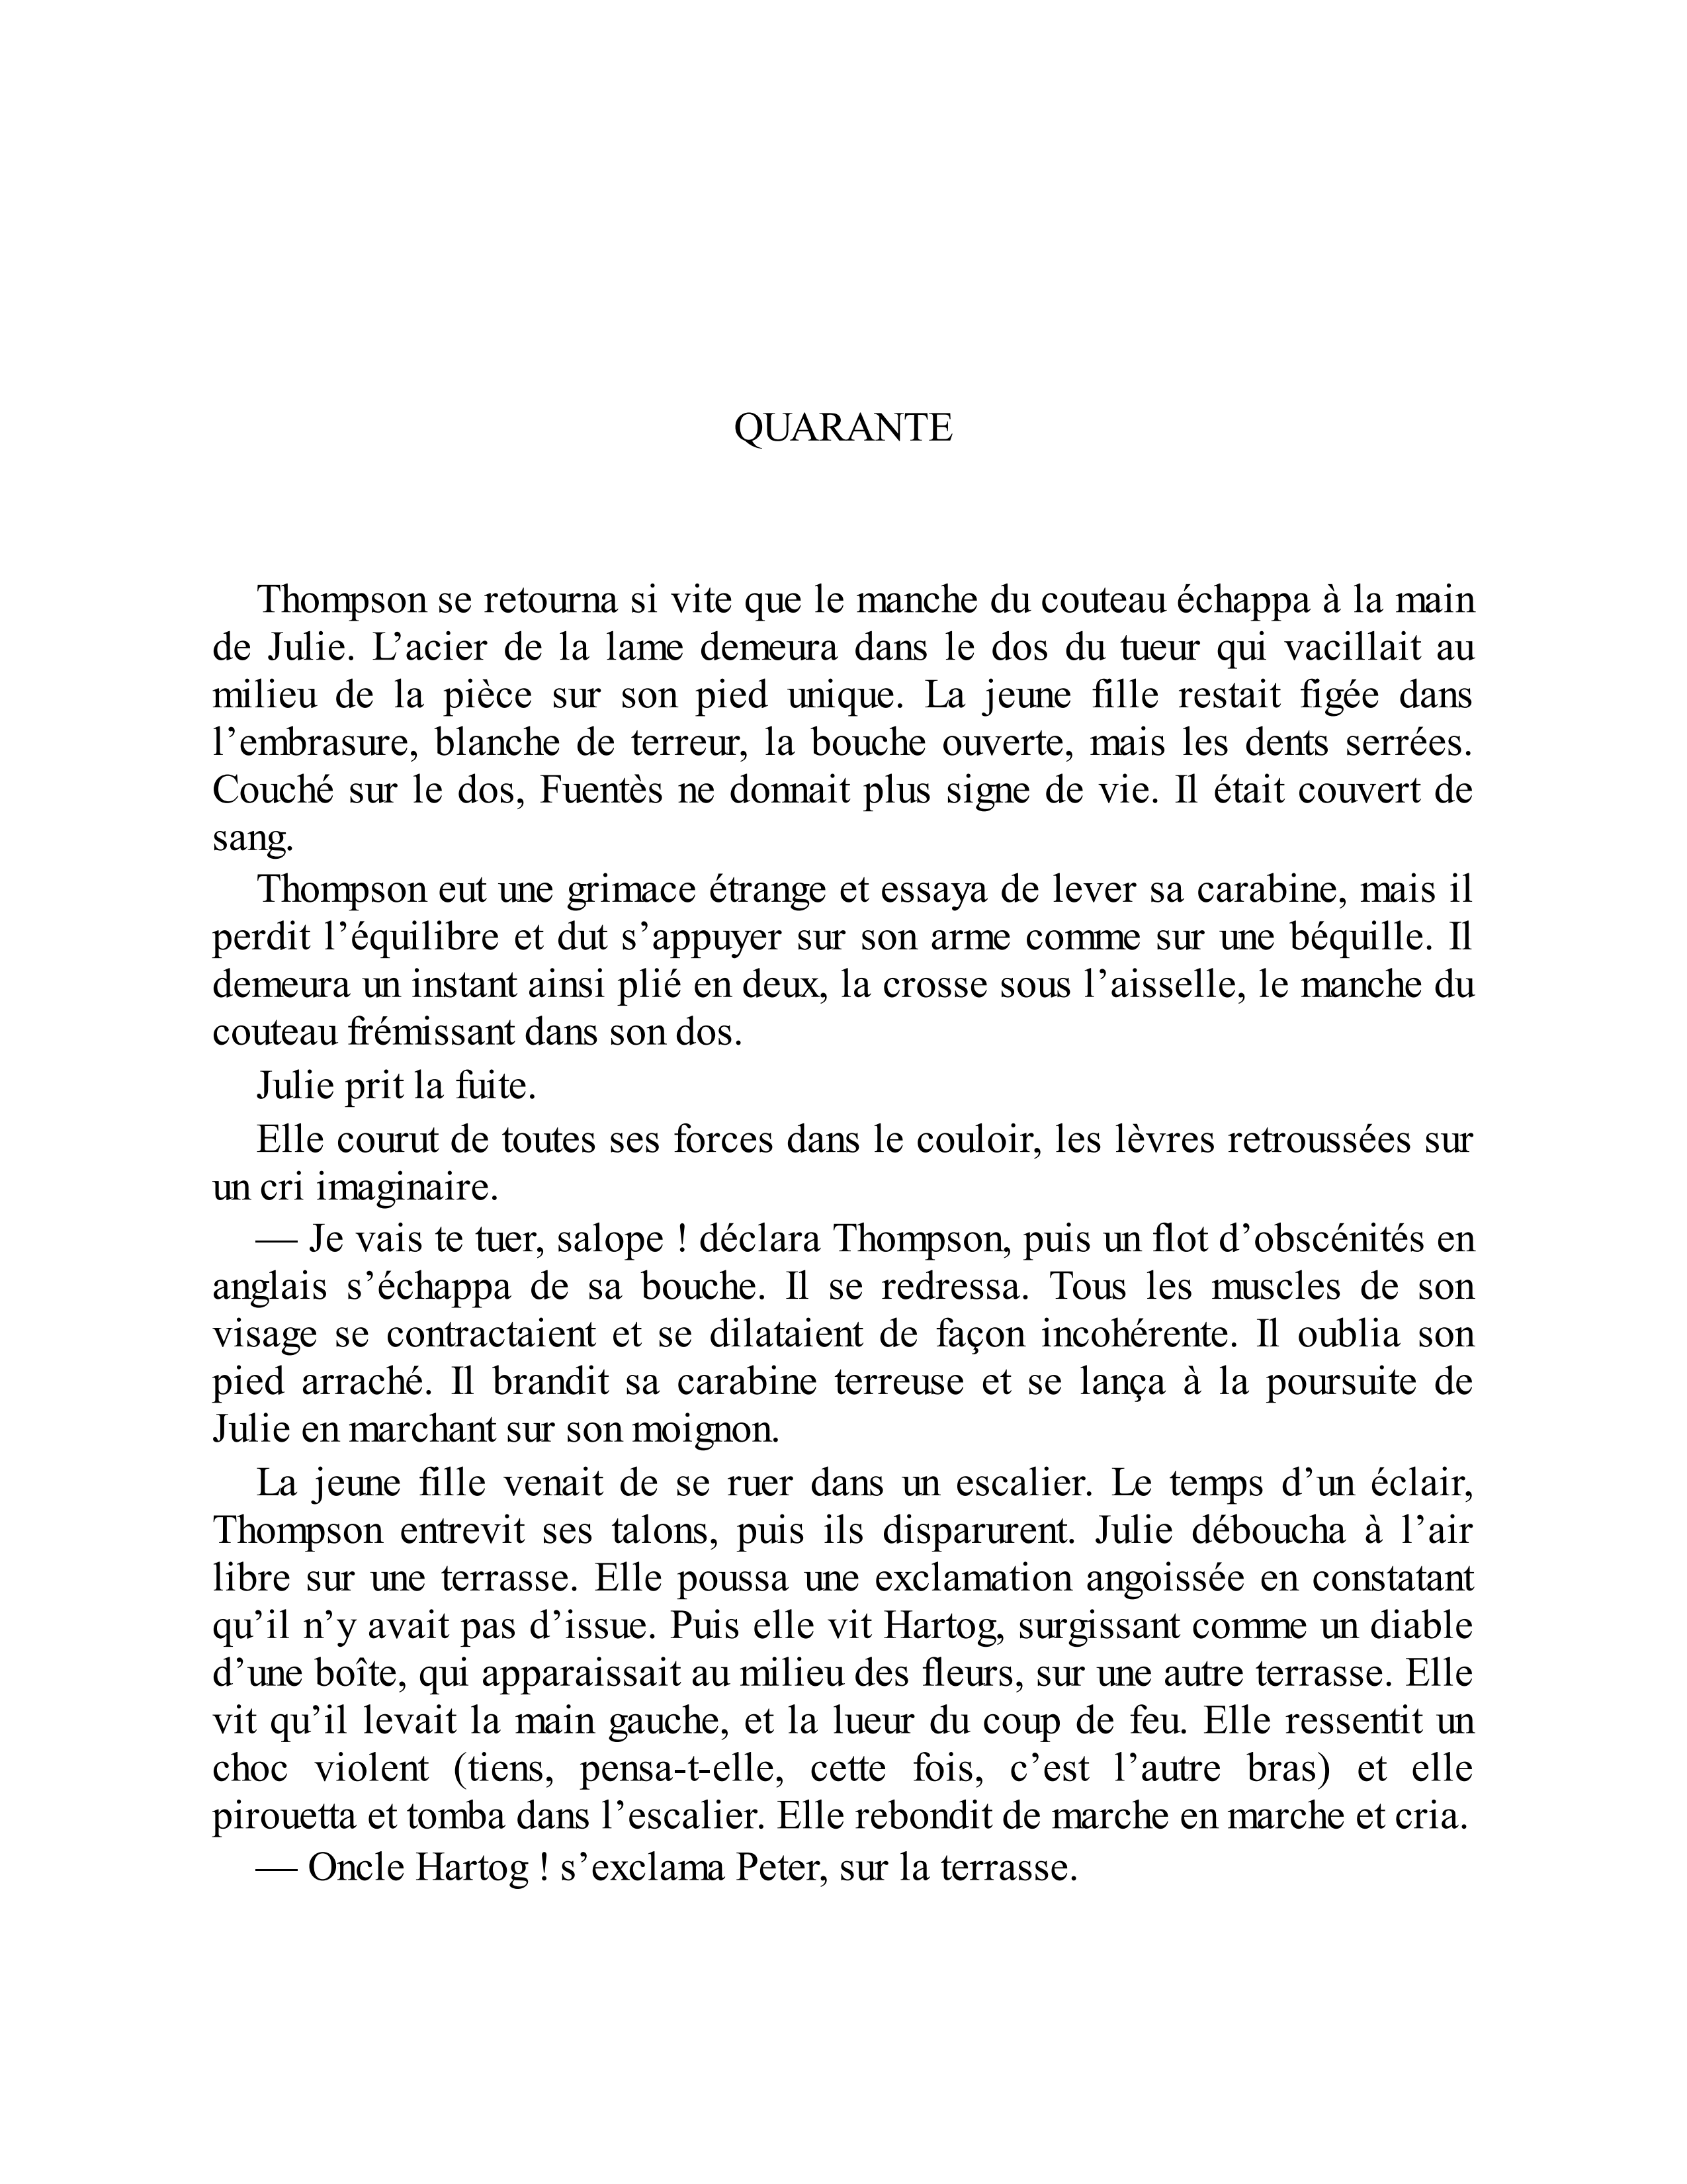 QUARANTE
Thompson se retourna si vite que le manche du couteau échappa à la main
de Julie. L’acier de la lame demeura dans le dos du tueur qui vacillait au
milieu de la pièce sur son pied unique. La jeune fille restait figée dans
l’embrasure, blanche de terreur, la bouche ouverte, mais les dents serrées.
Couché sur le dos, Fuentès ne donnait plus signe de vie. Il était couvert de
sang.
Thompson eut une grimace étrange et essaya de lever sa carabine, mais il
perdit l’équilibre et dut s’appuyer sur son arme comme sur une béquille. Il
demeura un instant ainsi plié en deux, la crosse sous l’aisselle, le manche du
couteau frémissant dans son dos.
Julie prit la fuite.
Elle courut de toutes ses forces dans le couloir, les lèvres retroussées sur
un cri imaginaire.
— Je vais te tuer, salope ! déclara Thompson, puis un flot d’obscénités en
anglais s’échappa de sa bouche. Il se redressa. Tous les muscles de son
visage se contractaient et se dilataient de façon incohérente. Il oublia son
pied arraché. Il brandit sa carabine terreuse et se lança à la poursuite de
Julie en marchant sur son moignon.
La jeune fille venait de se ruer dans un escalier. Le temps d’un éclair,
Thompson entrevit ses talons, puis ils disparurent. Julie déboucha à l’air
libre sur une terrasse. Elle poussa une exclamation angoissée en constatant
qu’il n’y avait pas d’issue. Puis elle vit Hartog, surgissant comme un diable
d’une boîte, qui apparaissait au milieu des fleurs, sur une autre terrasse. Elle
vit qu’il levait la main gauche, et la lueur du coup de feu. Elle ressentit un
choc violent (tiens, pensa-t-elle, cette fois, c’est l’autre bras) et elle
pirouetta et tomba dans l’escalier. Elle rebondit de marche en marche et cria.
— Oncle Hartog ! s’exclama Peter, sur la terrasse.